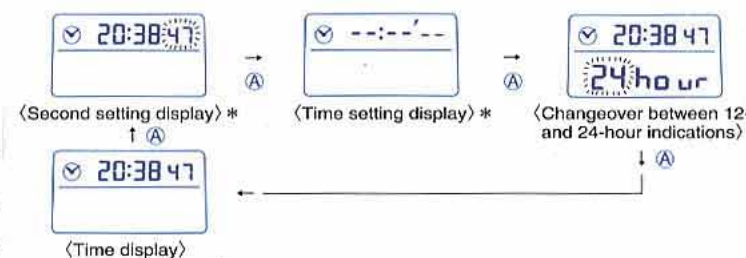 20:38 47
--:--'--
20:38 47
24 hour
→
Ⓐ
→
Ⓐ
〈Second setting display〉 *
〈Time setting display〉 *
〈Changeover between 12-
and 24-hour indications〉
↑ Ⓐ
↓ Ⓐ
20:38 47
←
〈Time display〉